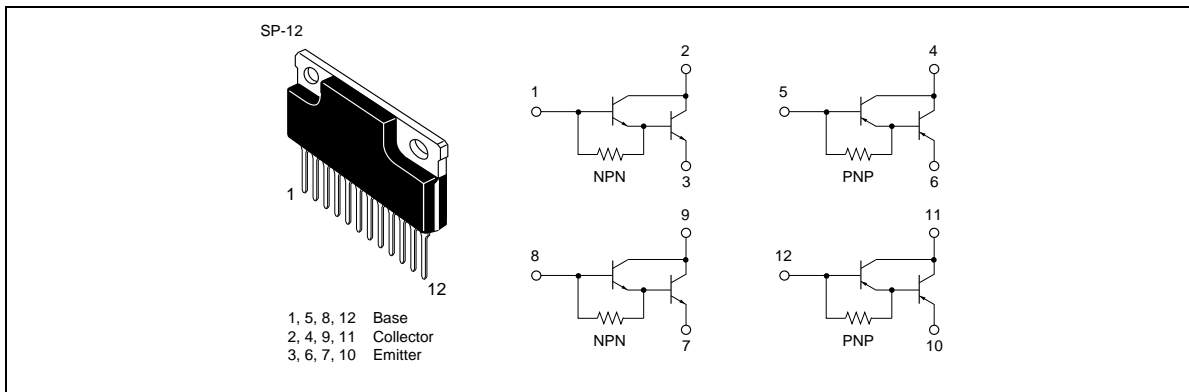 SP-12
1
12
1, 5, 8, 12 Base
2, 4, 9, 11 Collector
3, 6, 7, 10 Emitter
1
2
3
NPN
5
4
6
PNP
8
9
7
NPN
12
11
10
PNP